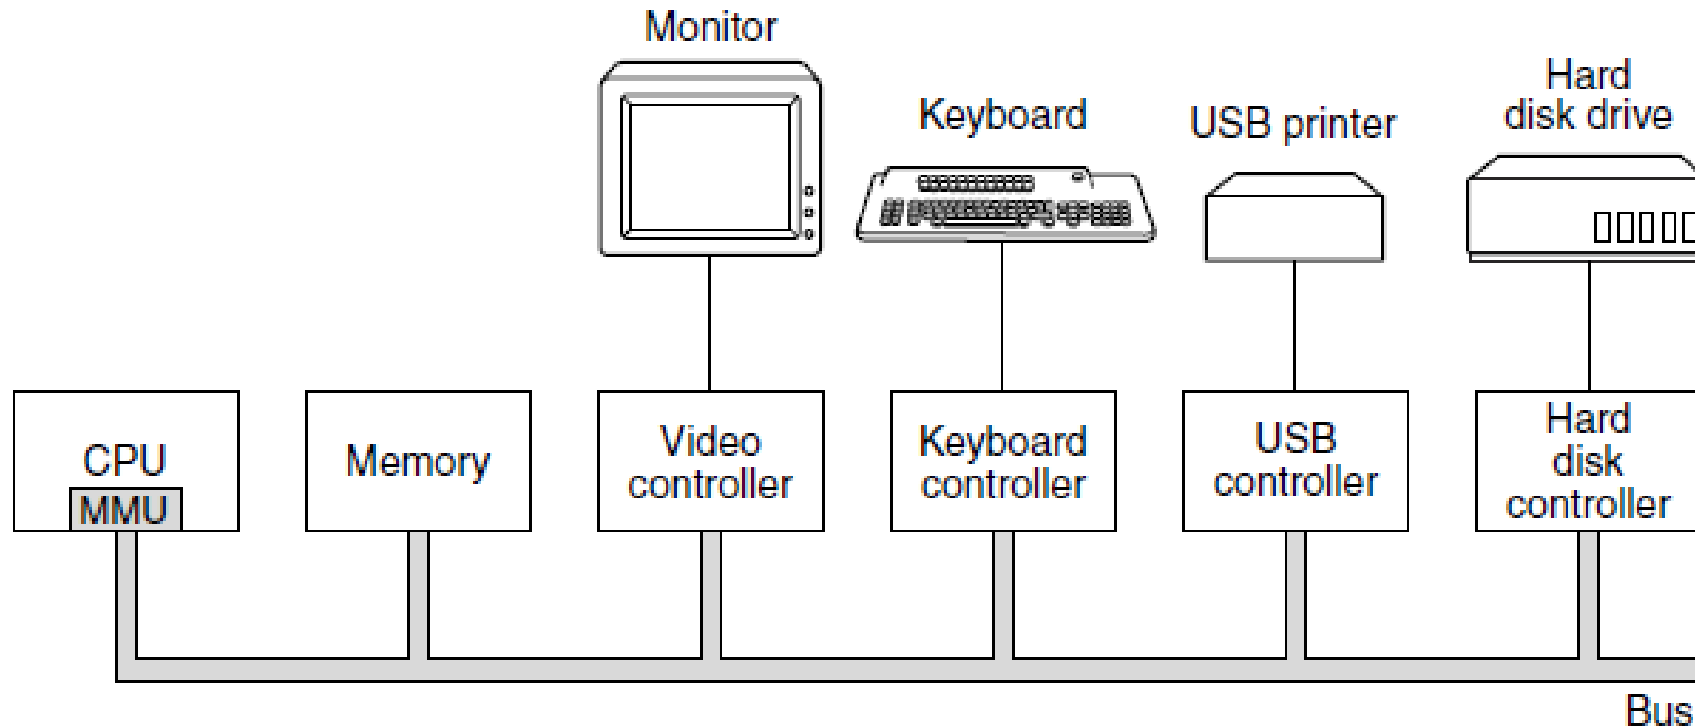 Monitor
Keyboard
USB printer
Hard
disk drive
CPU
MMU
Memory
Video
controller
Keyboard
controller
USB
controller
Hard
disk
controller
Bus